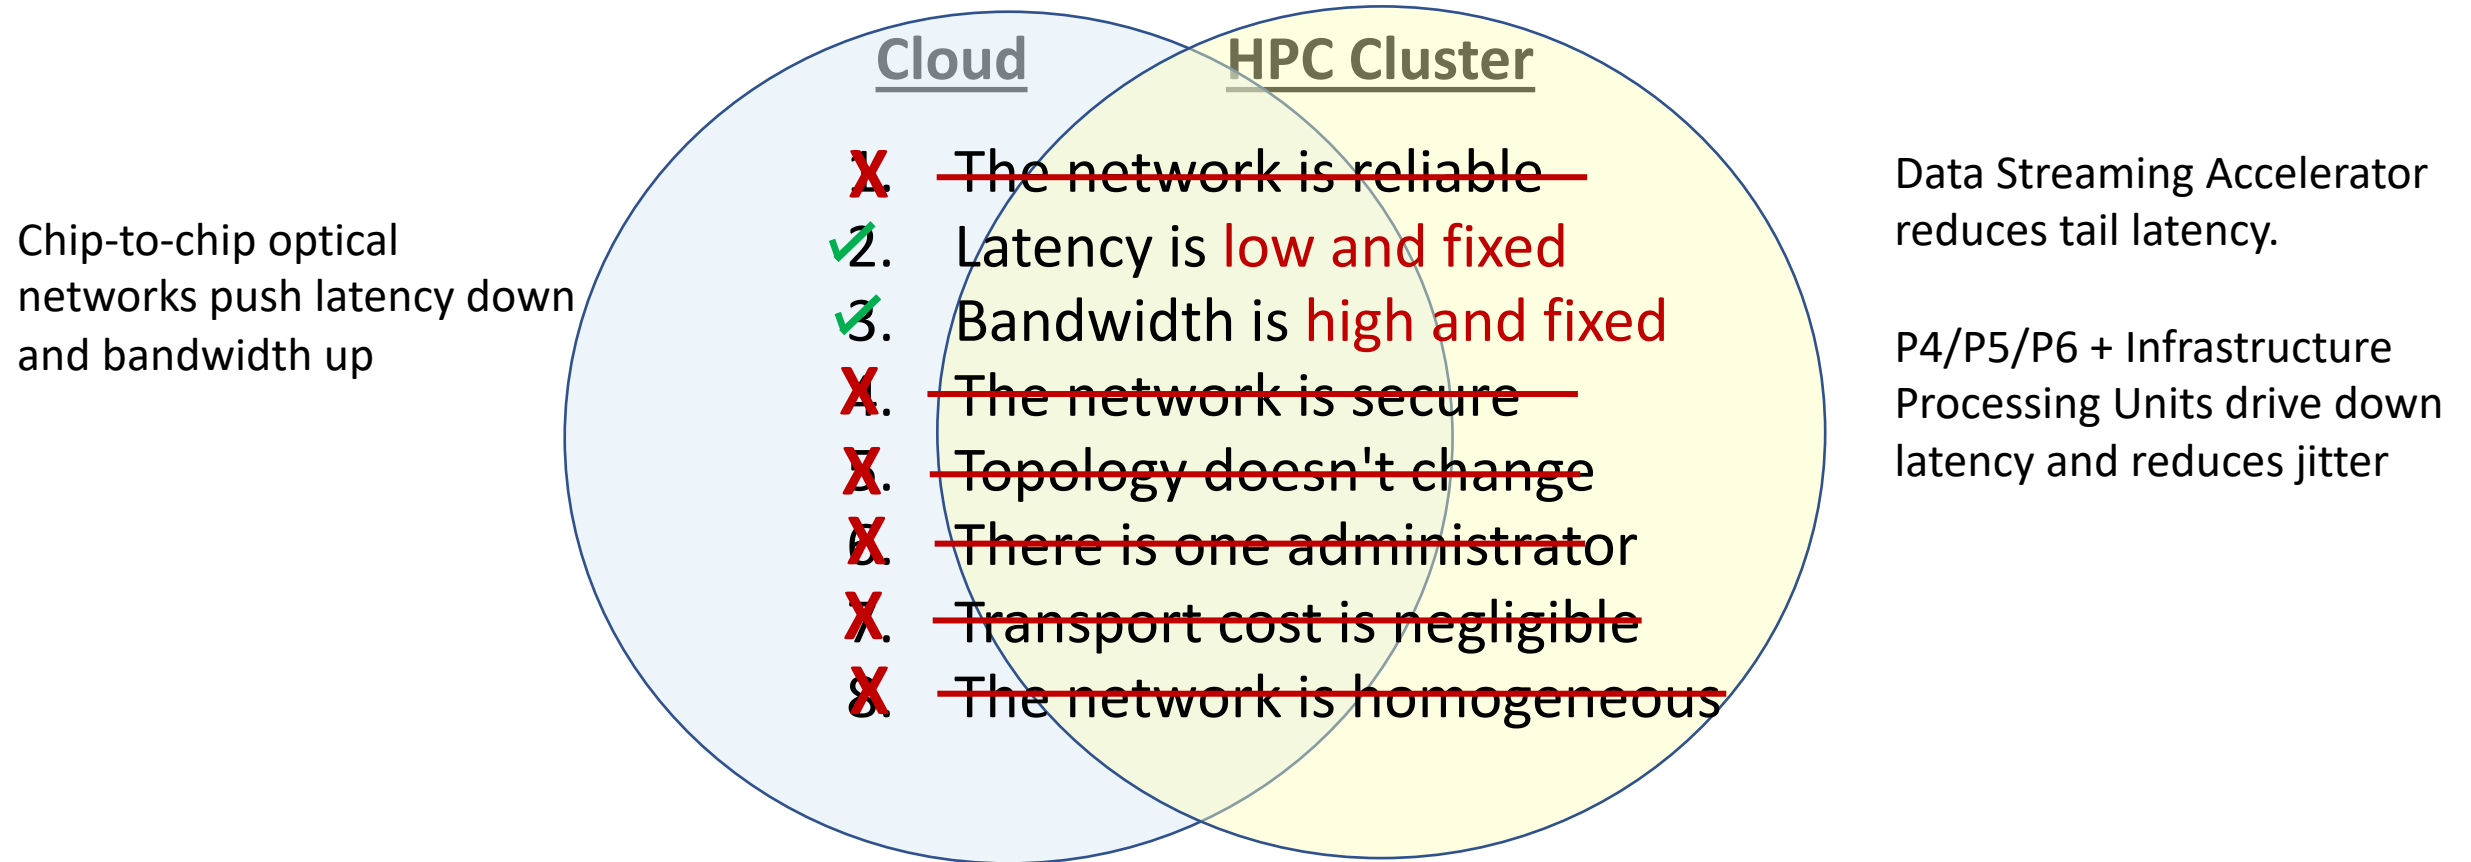 Cloud
HPC Cluster
1. The network is reliable
2. Latency is low and fixed
3. Bandwidth is high and fixed
4. The network is secure
5. Topology doesn't change
6. There is one administrator
7. Transport cost is negligible
8. The network is homogeneous
Chip-to-chip optical
networks push latency down
and bandwidth up
Data Streaming Accelerator
reduces tail latency.
P4/P5/P6 + Infrastructure
Processing Units drive down
latency and reduces jitter